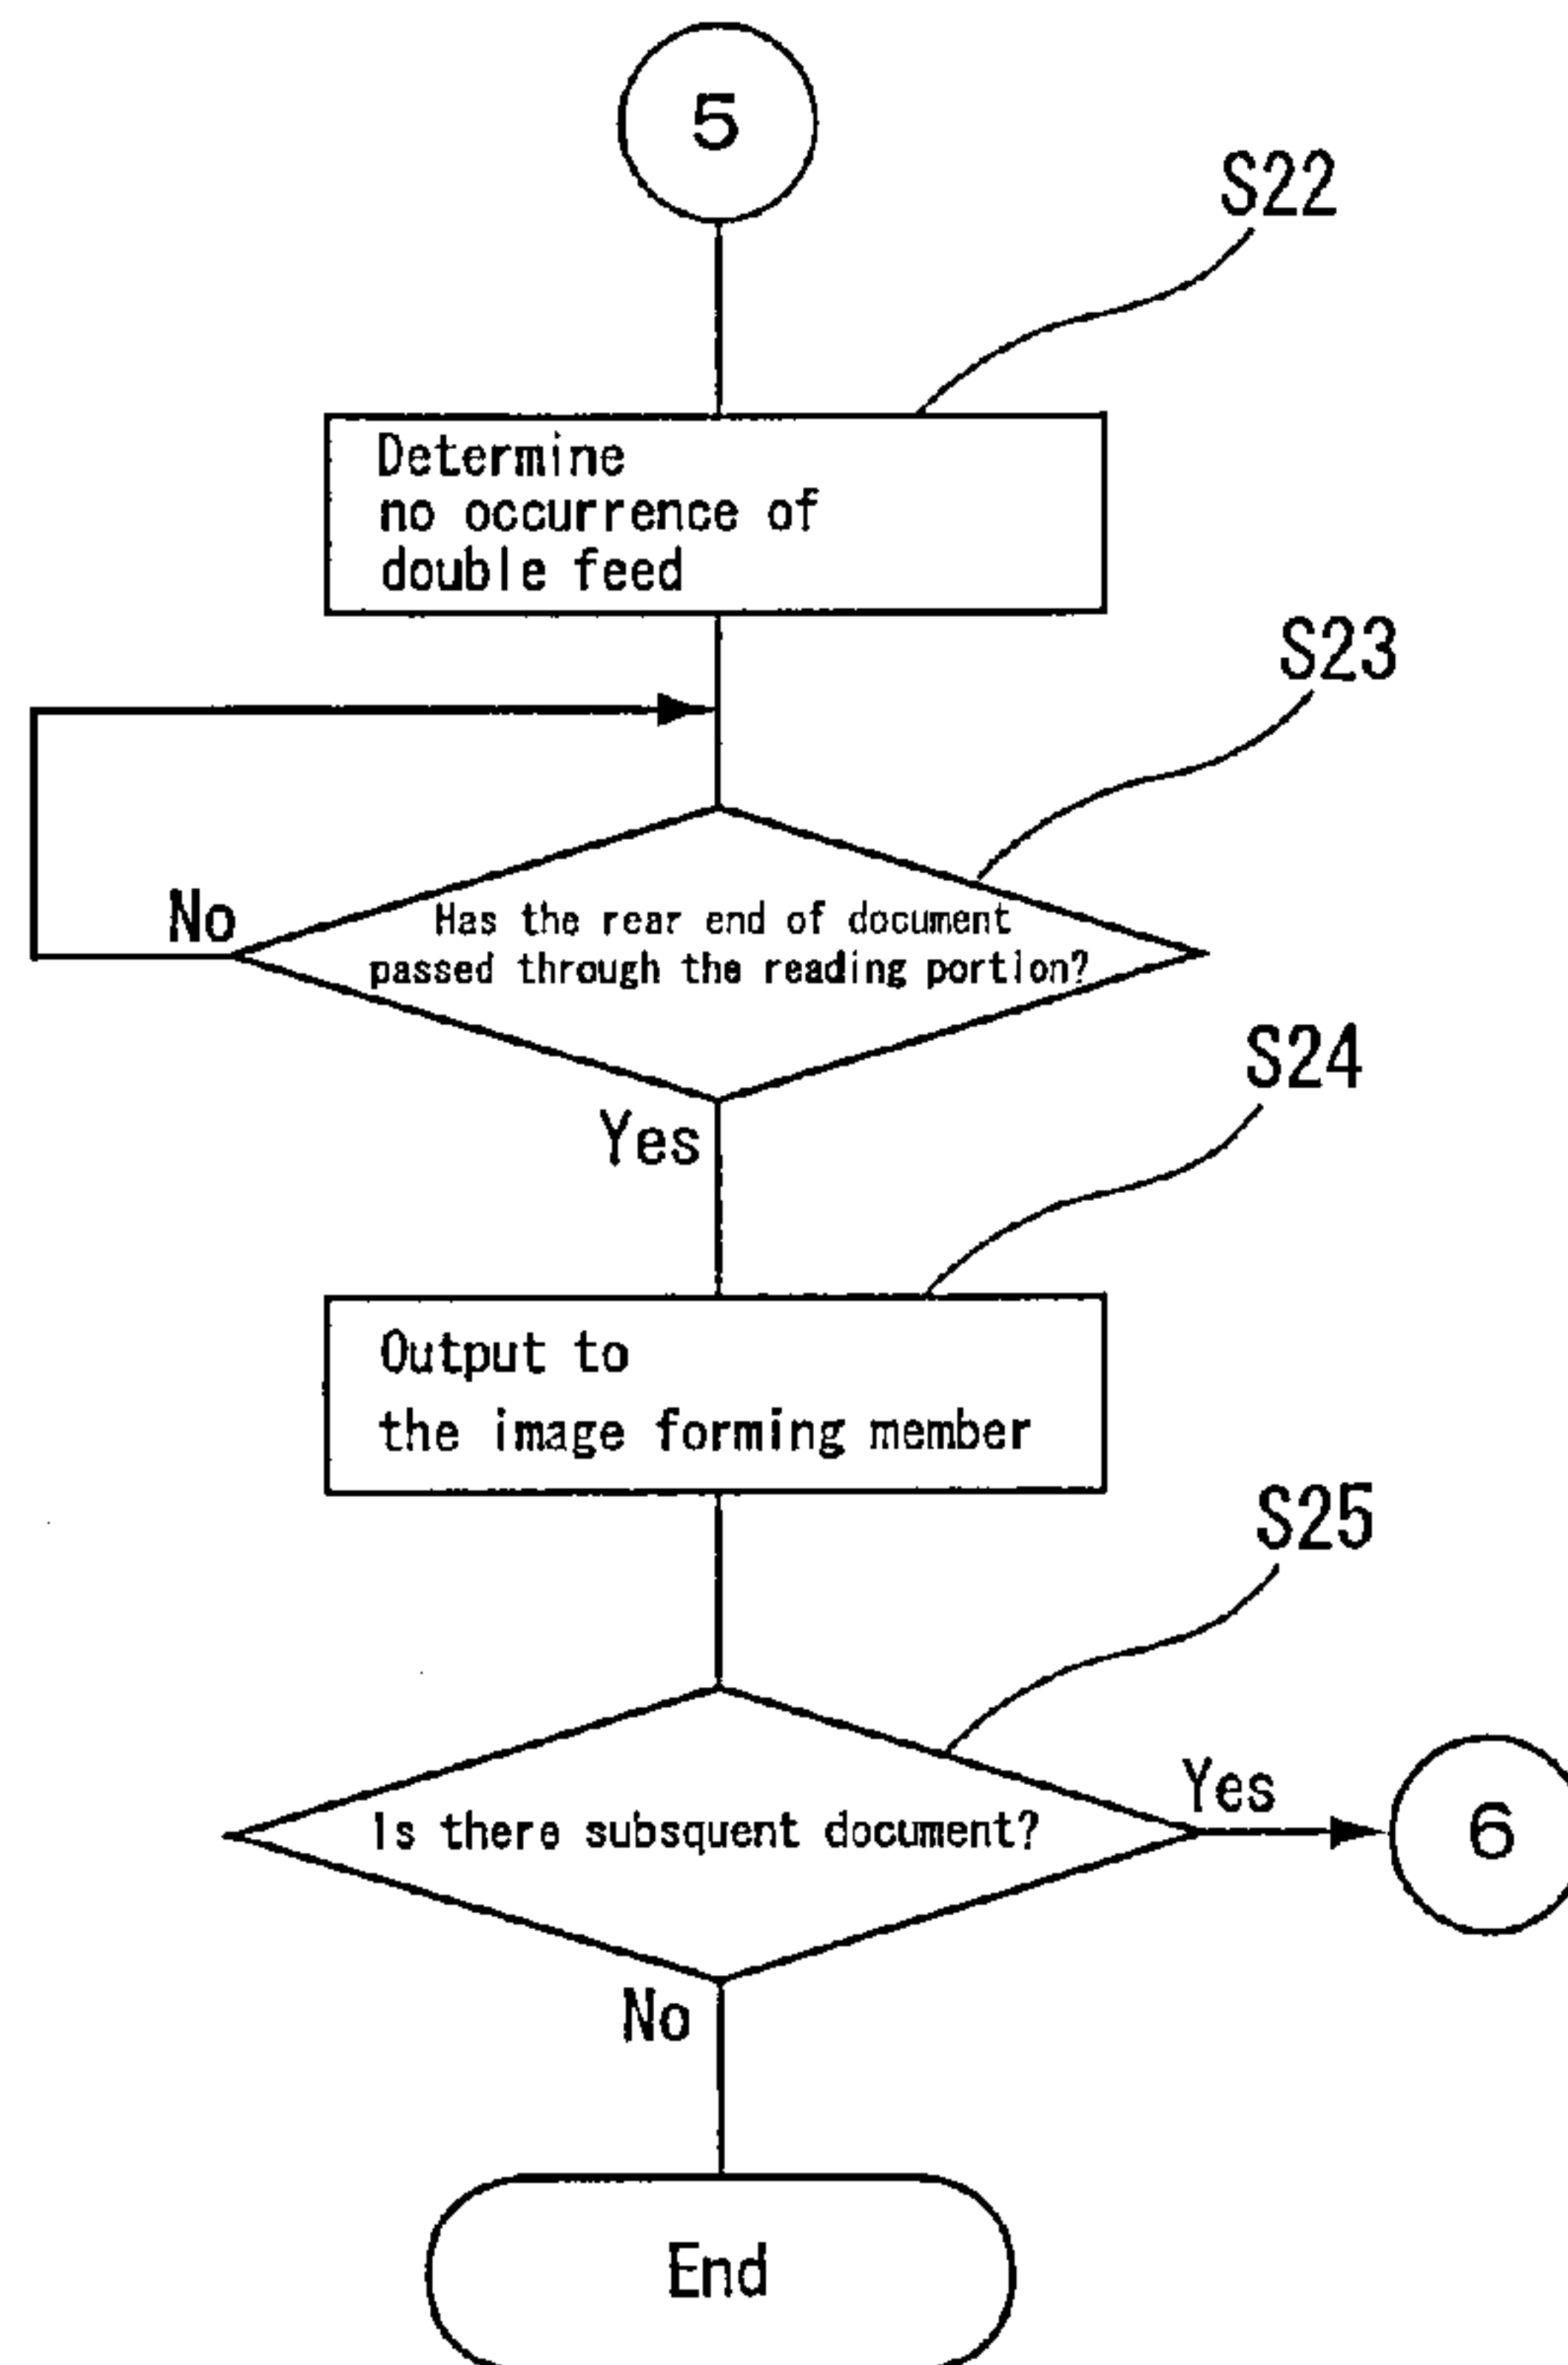 5
S22
Determine
no occurrence of
double feed
S23
No
Has the rear end of document
passed through the reading portion?
S24
Yes
Output to
the image forming member
S25
Is there subsquent document?
Yes
6
No
End